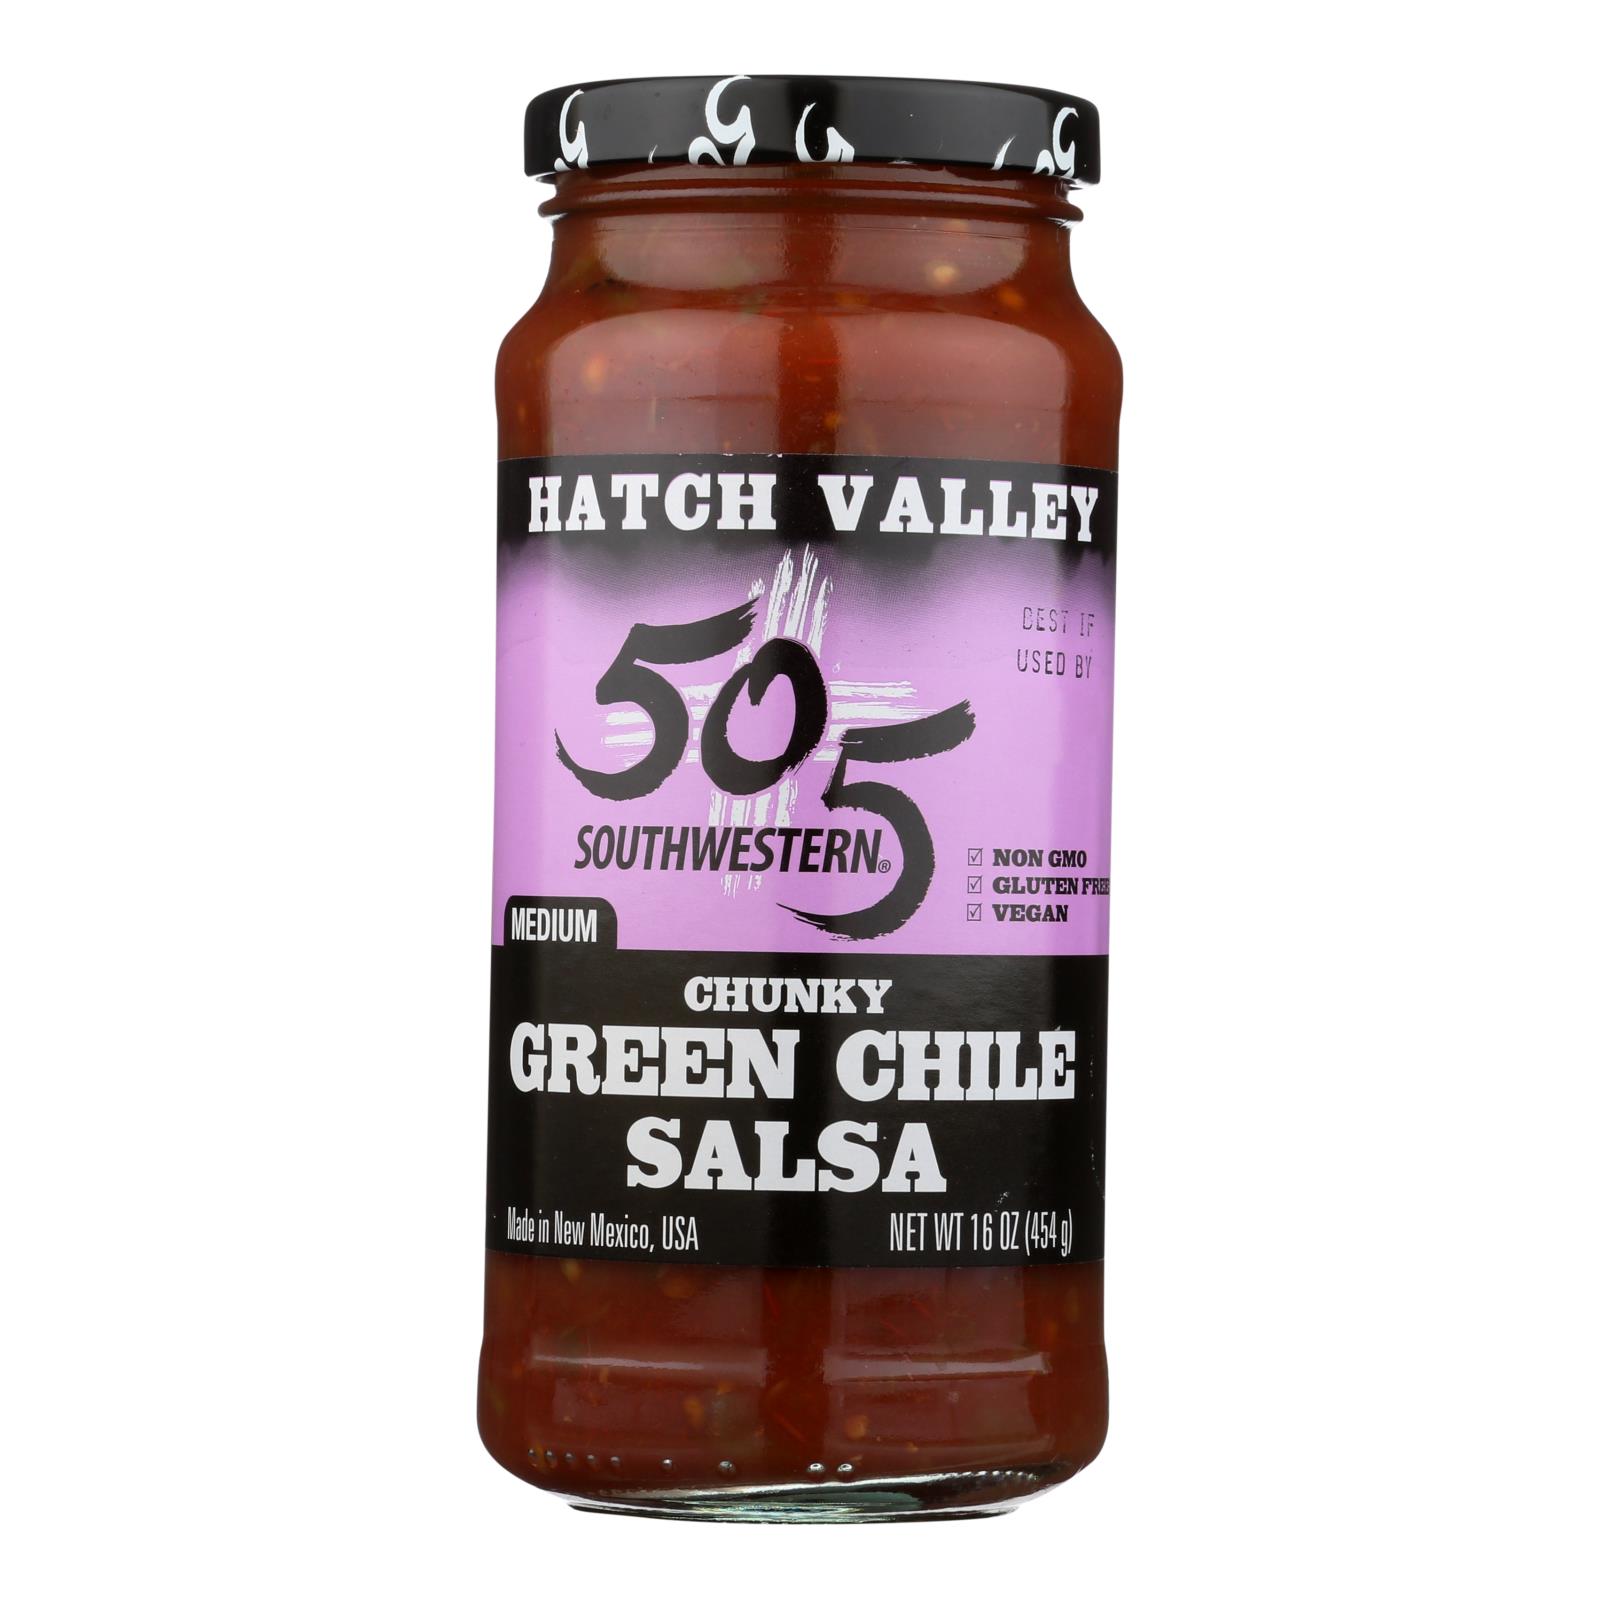 HATCH VALLEY
505
SOUTHWESTERN®
BEST IF
USED BY
NON GMO
GLUTEN FREE
VEGAN
MEDIUM
CHUNKY
GREEN CHILE
SALSA
Made in New Mexico, USA
NET WT 16 OZ (454 g)